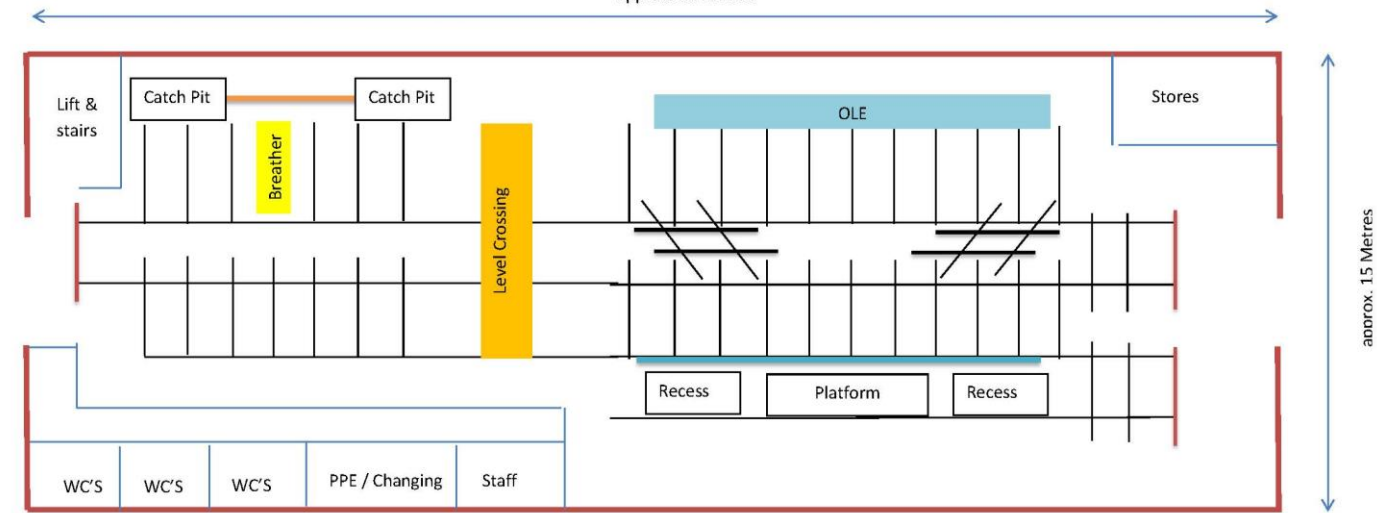 Lift &
stairs
Catch Pit
Catch Pit
Breather
Level Crossing
OLE
Stores
approx. 15 Metres
Recess
Platform
Recess
WC'S
WC'S
WC'S
PPE / Changing
Staff